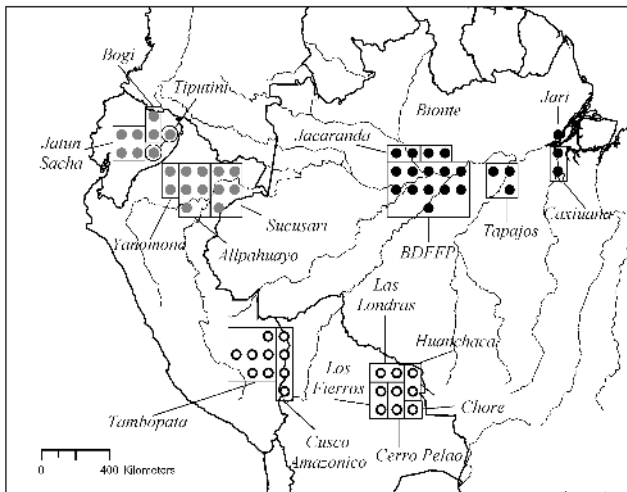 Bogi
Tiputini
Jatun
Sacha
Bionte
Jacaranda
Jari
Yanomono
Sucusari
Allpahuayo
BDFFP
Tapajos
Caxiuana
Las
Londras
Huanchaca
Los
Fierros
Tambopata
Cusco
Amazonico
Chore
Cerro Pelao
0 400 Kilometers